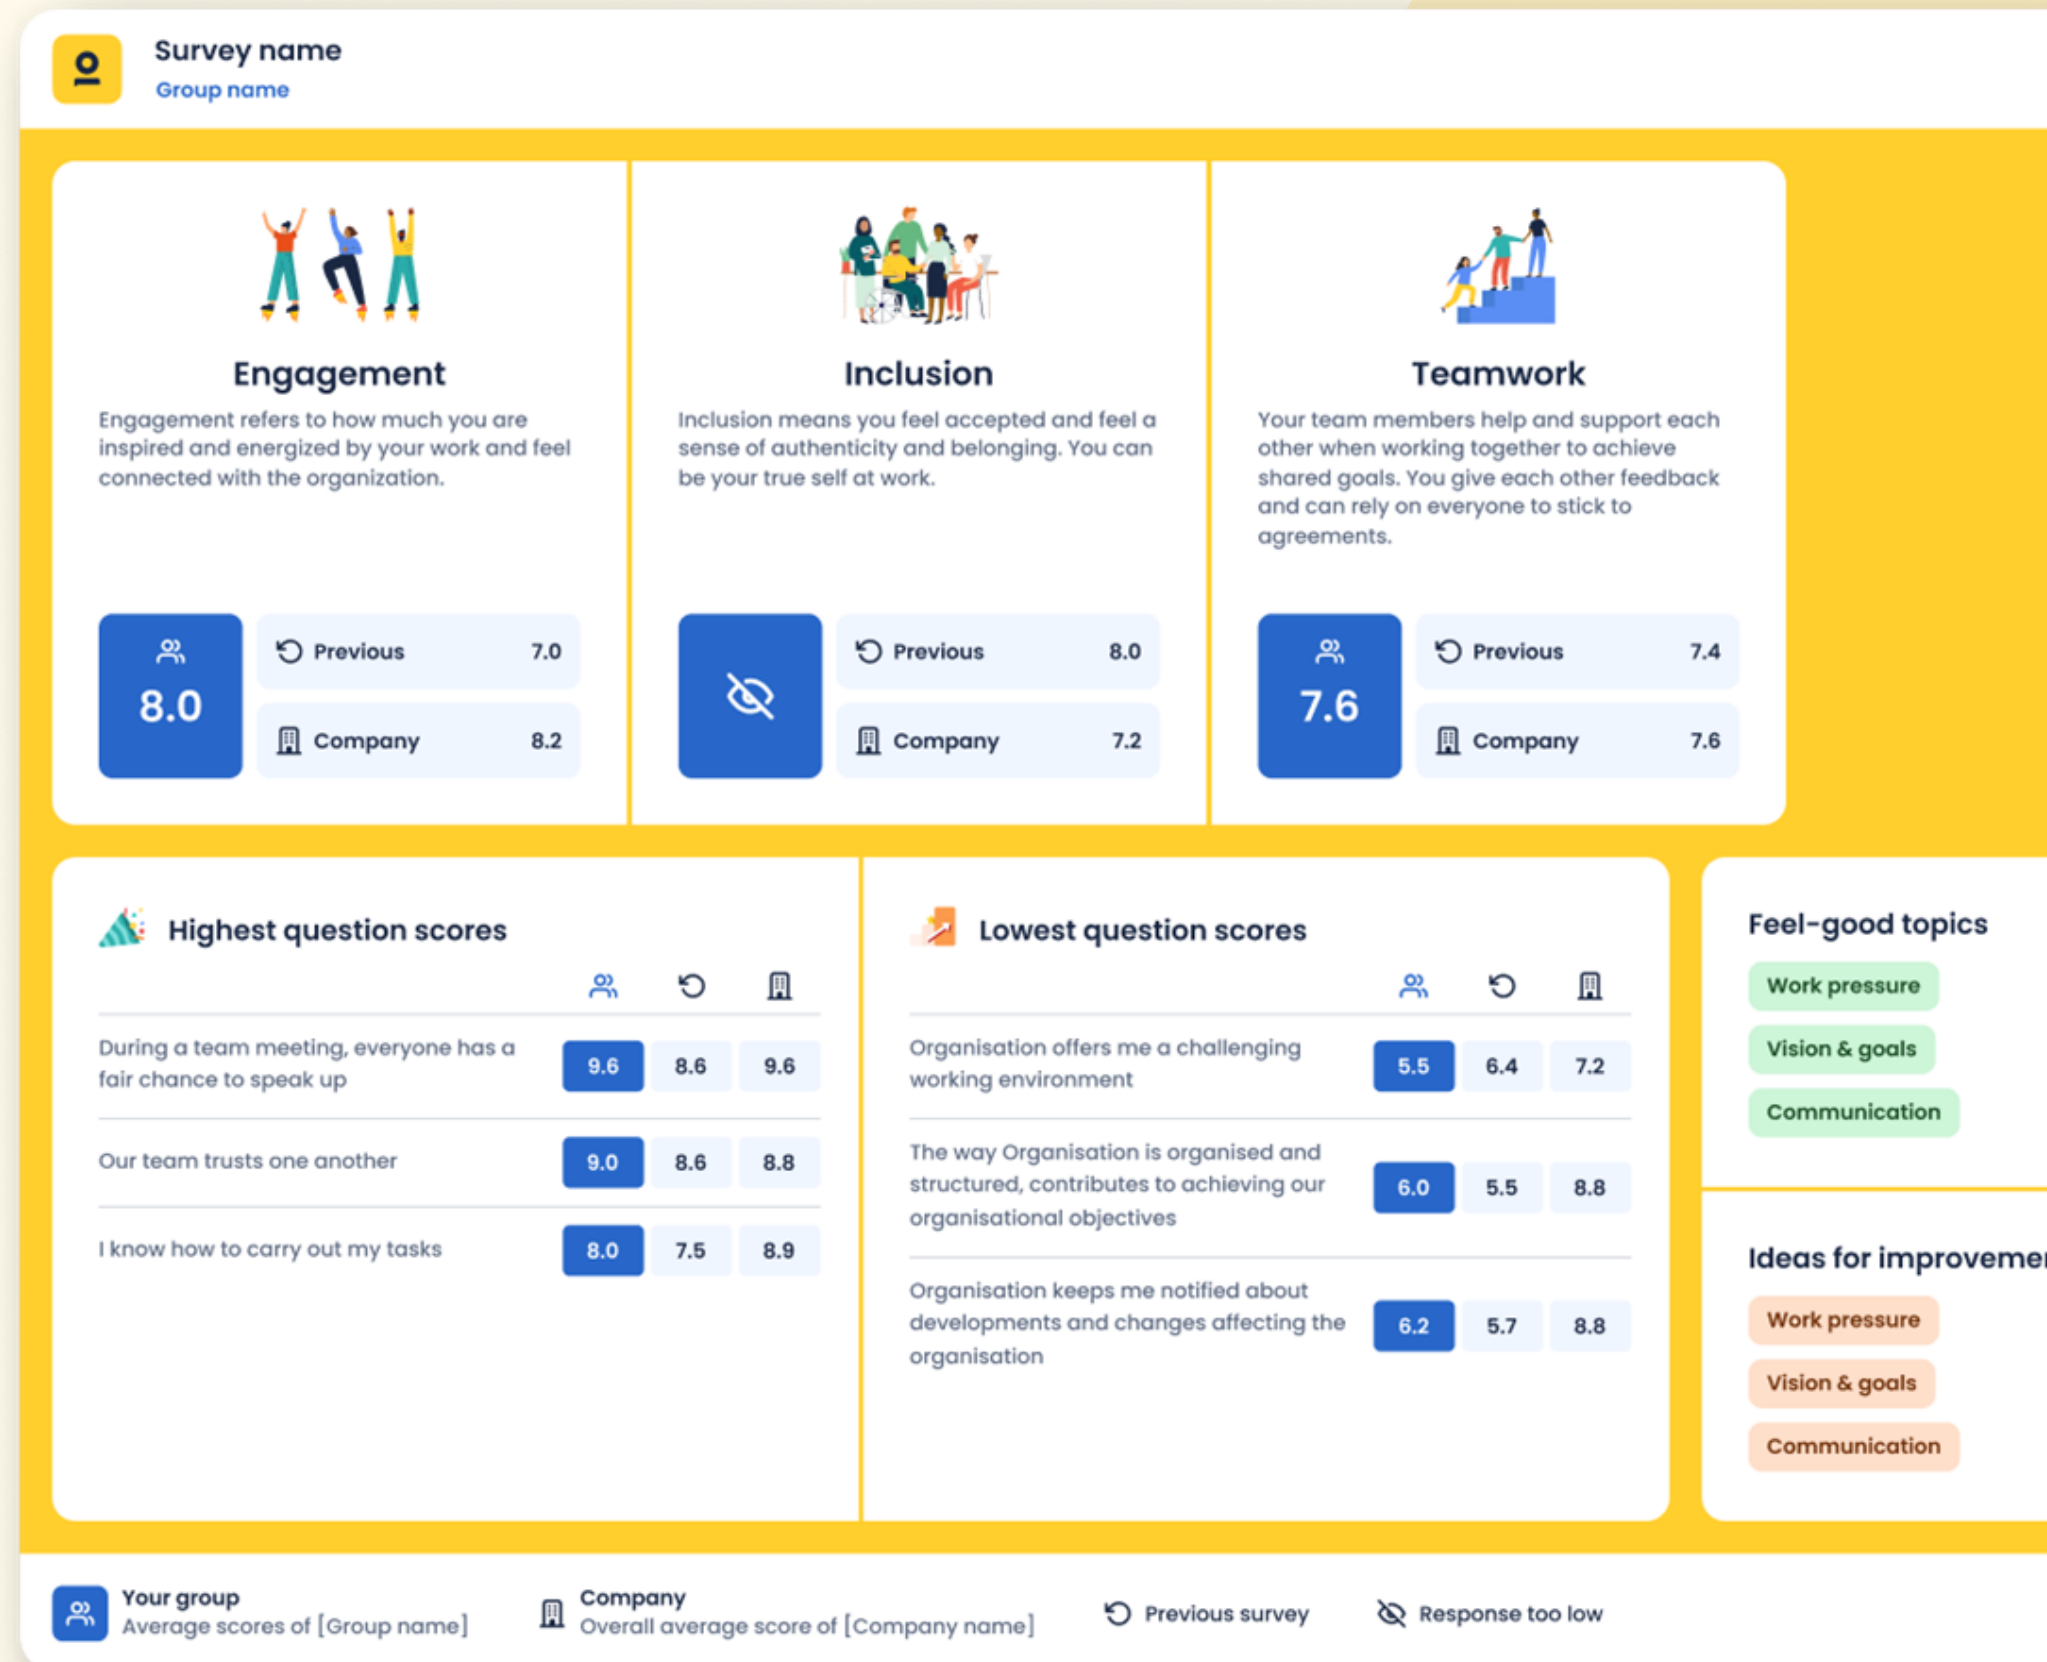 Survey name
Group name
Engagement
Engagement refers to how much you are
inspired and energized by your work and feel
connected with the organization.
8.0
Previous 7.0
Company 8.2
Inclusion
Inclusion means you feel accepted and feel a
sense of authenticity and belonging. You can
be your true self at work.
Previous 8.0
Company 7.2
Teamwork
Your team members help and support each
other when working together to achieve
shared goals. You give each other feedback
and can rely on everyone to stick to
agreements.
7.6
Previous 7.4
Company 7.6
Highest question scores
During a team meeting, everyone has a
fair chance to speak up
9.6 8.6 9.6
Our team trusts one another 9.0 8.6 8.8
I know how to carry out my tasks 8.0 7.5 8.9
Lowest question scores
Organisation offers me a challenging
working environment
5.5 6.4 7.2
The way Organisation is organised and
structured, contributes to achieving our
organisational objectives
6.0 5.5 8.8
Organisation keeps me notified about
developments and changes affecting the
organisation
6.2 5.7 8.8
Feel-good topics
Work pressure
Vision & goals
Communication
Ideas for
Work pressure
Vision & goals
Communication
Your group
Average scores of [Group name]
Company
Overall average score of [Company name]
Previous survey
Response too low